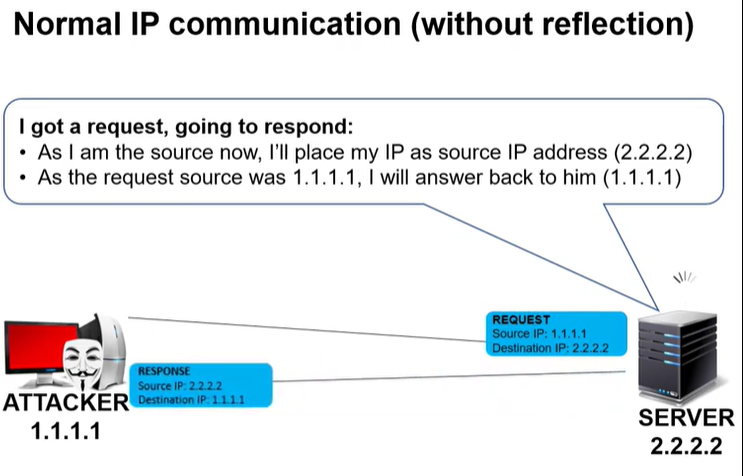 Normal IP communication (without reflection)
I got a request, going to respond:
• As I am the source now, I'll place my IP as source IP address (2.2.2.2)
• As the request source was 1.1.1.1, I will answer back to him (1.1.1.1)
REQUEST
Source IP: 1.1.1.1
Destination IP: 2.2.2.2
RESPONSE
Source IP: 2.2.2.2
Destination IP: 1.1.1.1
ATTACKER
1.1.1.1
SERVER
2.2.2.2